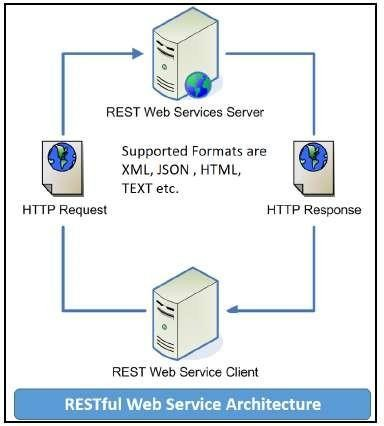 REST Web Services Server
Supported Formats are
XML, JSON , HTML,
TEXT etc.
HTTP Request
HTTP Response
REST Web Service Client
RESTful Web Service Architecture